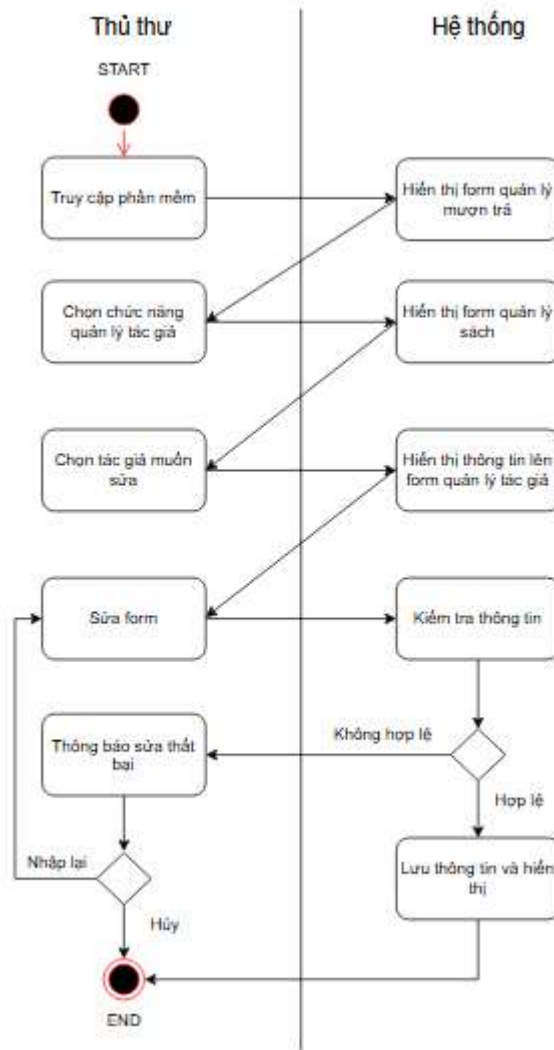 Thủ thư
Hệ thống
START
Truy cập phần mềm
Hiển thị form quản lý
mượn trả
Chọn chức năng
quản lý tác giả
Hiển thị form quản lý
sách
Chọn tác giả muốn
sửa
Hiển thị thông tin lên
form quản lý tác giả
Sửa form
Kiểm tra thông tin
Thông báo sửa thất
bại
Không hợp lệ
Hợp lệ
Nhập lại
Lưu thông tin và hiển
thị
Hủy
END